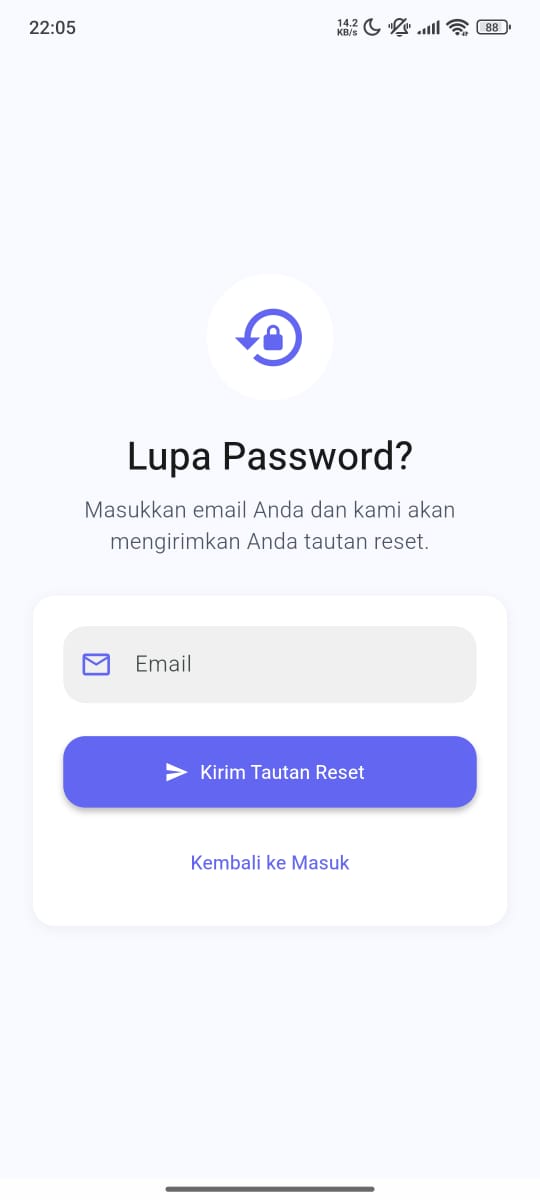 22:05
14.2
KB/s
88
Lupa Password?
Masukkan email Anda dan kami akan
mengirimkan Anda tautan reset.
Email
Kirim Tautan Reset
Kembali ke Masuk